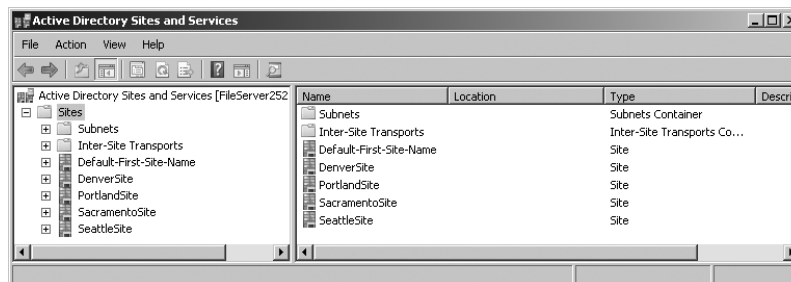 Active Directory Sites and Services
File Action View Help
Active Directory Sites and Services [FileServer252
Sites
Subnets
Inter-Site Transports
Default-First-Site-Name
DenverSite
PortlandSite
SacramentoSite
SeattleSite
Name Location Type Descri
Subnets Subnets Container
Inter-Site Transports Inter-Site Transports Co...
Default-First-Site-Name Site
DenverSite Site
PortlandSite Site
SacramentoSite Site
SeattleSite Site